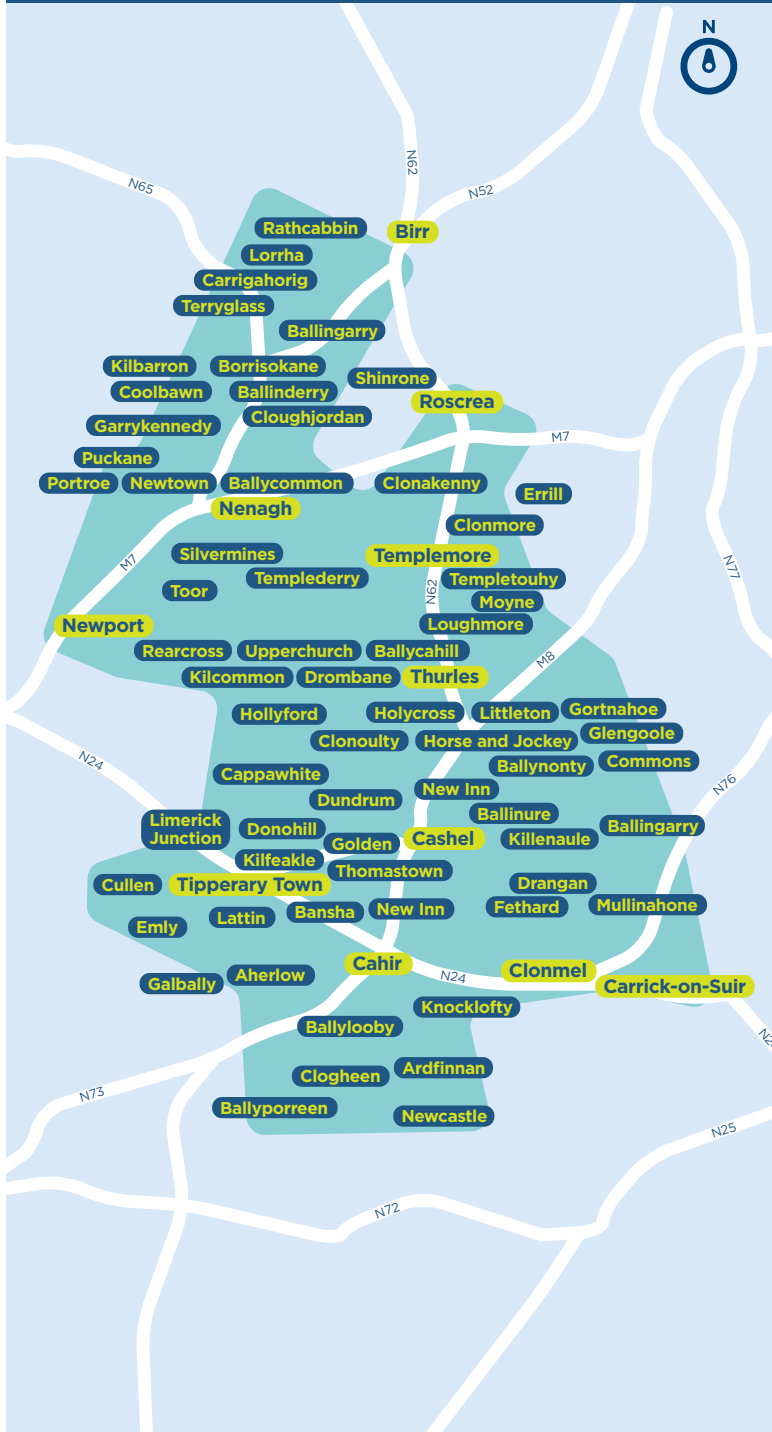 N
N62
N65
N52
Rathcabbin
Birr
Lorrha
Carrigahorig
Terryglass
Ballingarry
Kilbarron
Borrisokane
Shinrone
Coolbawn
Ballinderry
Roscrea
Cloughjordan
Garrykennedy
M7
Puckane
Portroe
Newtown
Ballycommon
Clonakenny
Errill
Nenagh
Clonmore
Silvermines
Templemore
M7
N77
Templederry
Templetouhy
Toor
N62
Moyne
Newport
Loughmore
Rearcross
Upperchurch
Ballycahill
M8
Kilcommon
Drombane
Thurles
Hollyford
Holycross
Littleton
Gortnahoe
Clonoulty
Horse and Jockey
Glengoole
N24
Ballynonty
Commons
Cappawhite
New Inn
N76
Dundrum
Ballinure
Limerick
Junction
Donohill
Golden
Cashel
Killenaule
Ballingarry
Kilfeakle
Thomastown
Cullen
Tipperary Town
Drangan
Lattin
Bansha
New Inn
Fethard
Mullinahone
Emly
Cahir
Clonmel
Galbally
Aherlow
N24
Carrick-on-Suir
Knocklofty
Ballylooby
Clogheen
Ardfinnan
N73
Ballyporreen
Newcastle
N25
N72